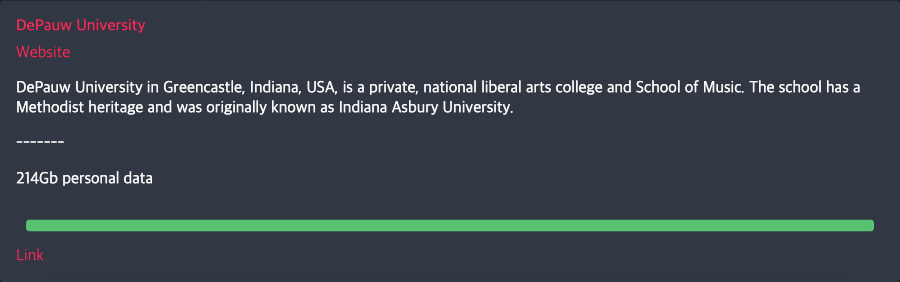 DePauw University
Website
DePauw University in Greencastle, Indiana, USA, is a private, national liberal arts college and School of Music. The school has a
Methodist heritage and was originally known as Indiana Asbury University.
-------
214Gb personal data
Link